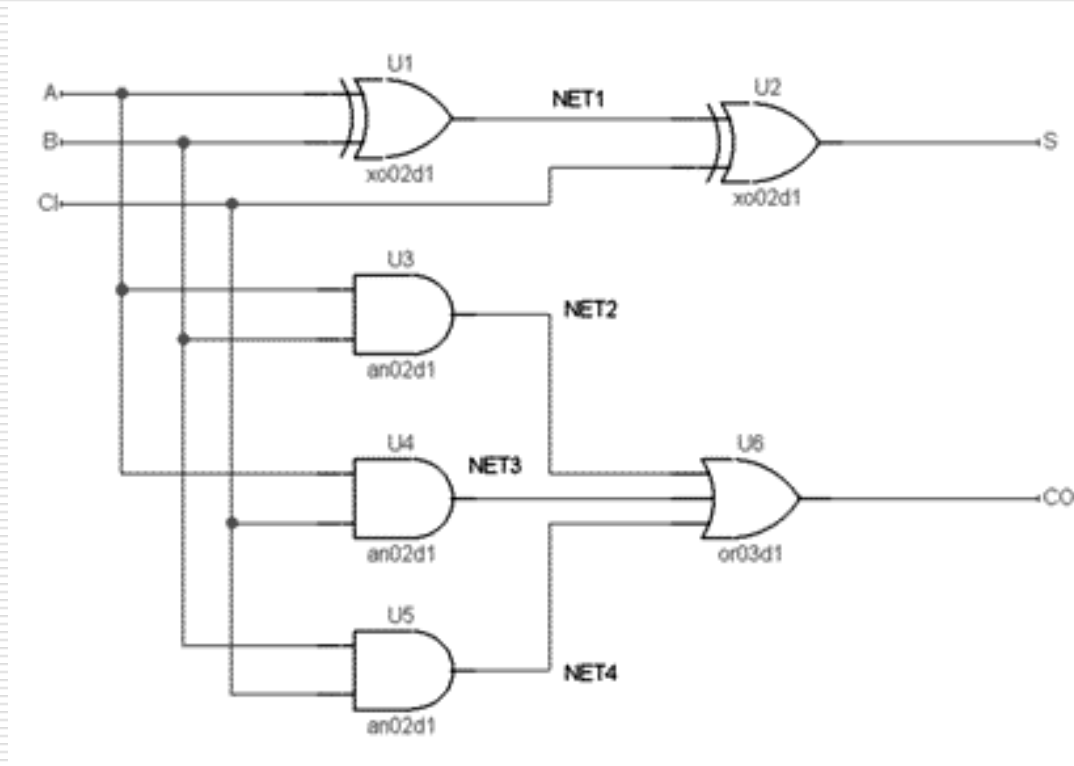 U1
A
NET1
U2
B
S
xo02d1
CI
xo02d1
U3
NET2
an02d1
U4
NET3
U6
CO
an02d1
or03d1
U5
NET4
an02d1